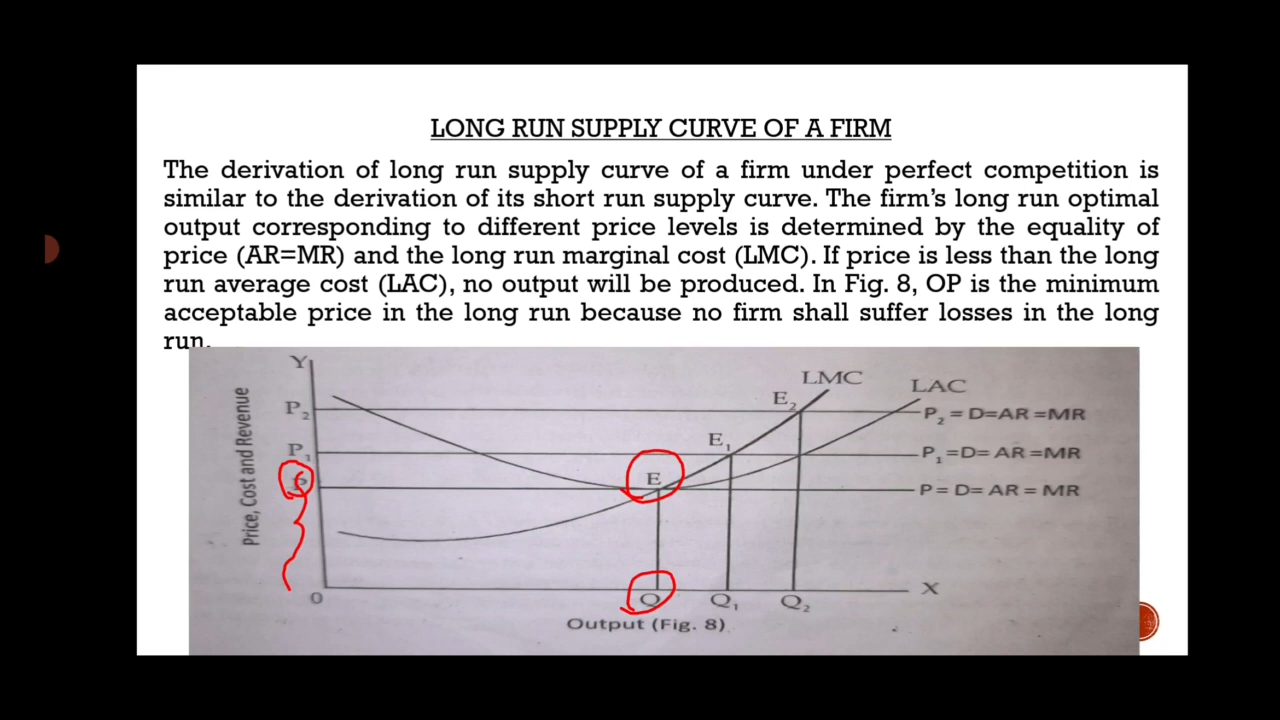 LONG RUN SUPPLY CURVE OF A FIRM
The derivation of long run supply curve of a firm under perfect competition is
similar to the derivation of its short run supply curve. The firm’s long run optimal
output corresponding to different price levels is determined by the equality of
price (AR=MR) and the long run marginal cost (LMC). If price is less than the long
run average cost (LAC), no output will be produced. In Fig. 8, OP is the minimum
acceptable price in the long run because no firm shall suffer losses in the long
run.
Y
LMC
LAC
P₂
E₂
P₂ = D=AR =MR
P₁
E₁
P₁ =D= AR =MR
P
E
P = D= AR = MR
Price, Cost and Revenue
X
O
Q
Q₁
Q₂
Output (Fig. 8)